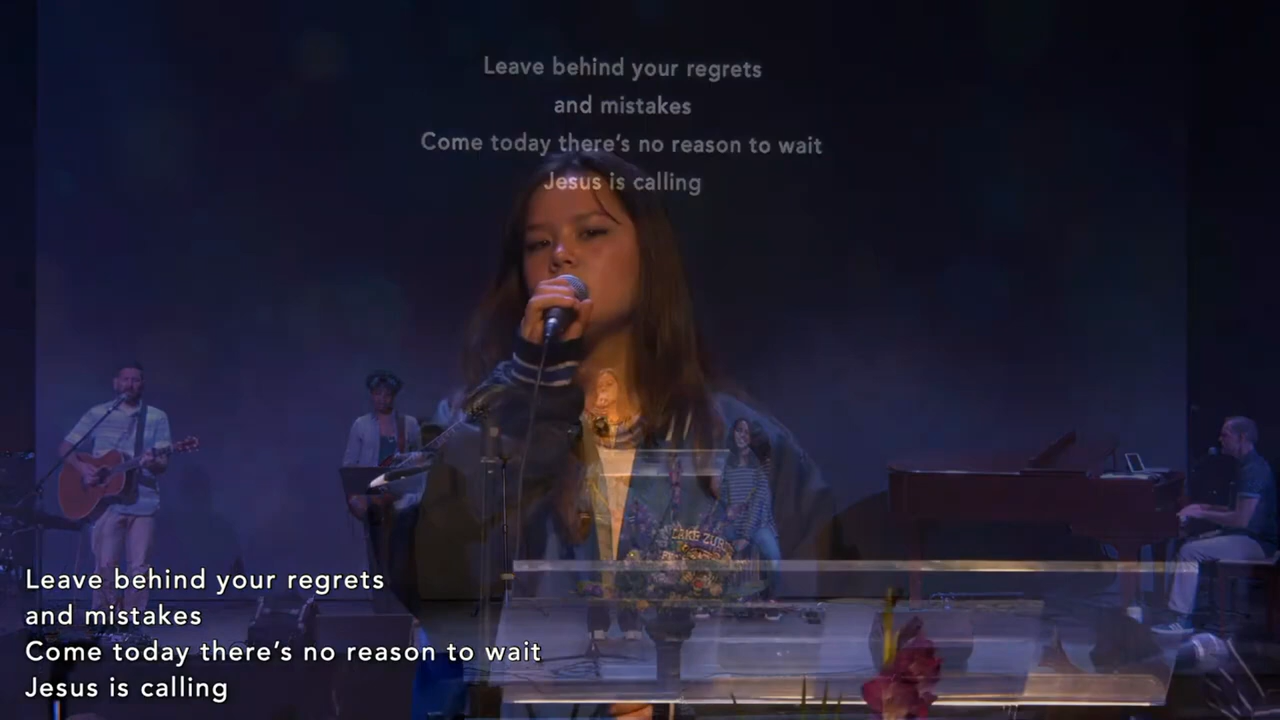 Leave behind your regrets
and mistakes
Come today there's no reason to wait
Jesus is calling
Leave behind your regrets
and mistakes
Come today there's no reason to wait
Jesus is calling